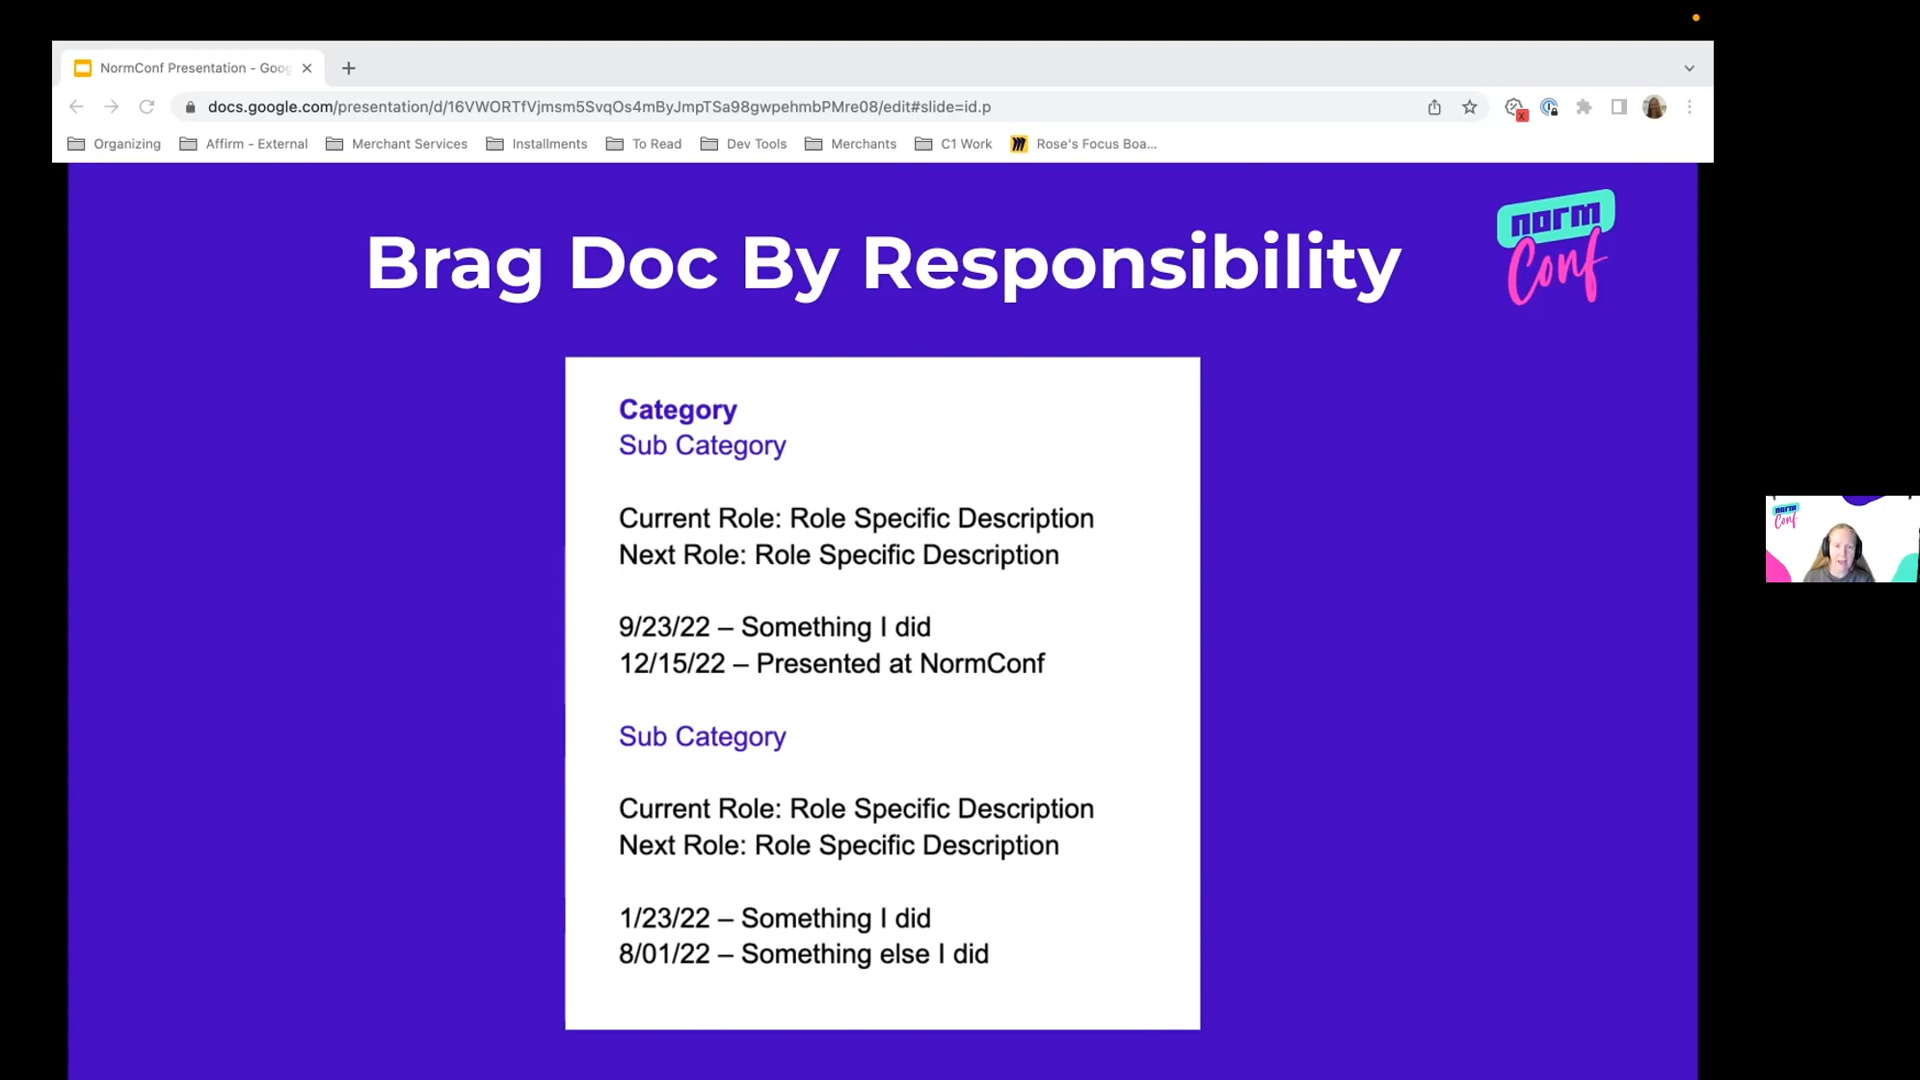 NormConf Presentation - Goog
docs.google.com/presentation/d/16VWORTfVjmsm5SvqOs4mByJmpTSa98gwpehmbPMre08/edit#slide=id.p
Organizing Affirm - External Merchant Services Installments To Read Dev Tools Merchants C1 Work Rose's Focus Boa...
norm
Conf
Brag Doc By Responsibility
Category
Sub Category
Current Role: Role Specific Description
Next Role: Role Specific Description
9/23/22 – Something I did
12/15/22 – Presented at NormConf
Sub Category
Current Role: Role Specific Description
Next Role: Role Specific Description
1/23/22 – Something I did
8/01/22 – Something else I did
norm
Conf